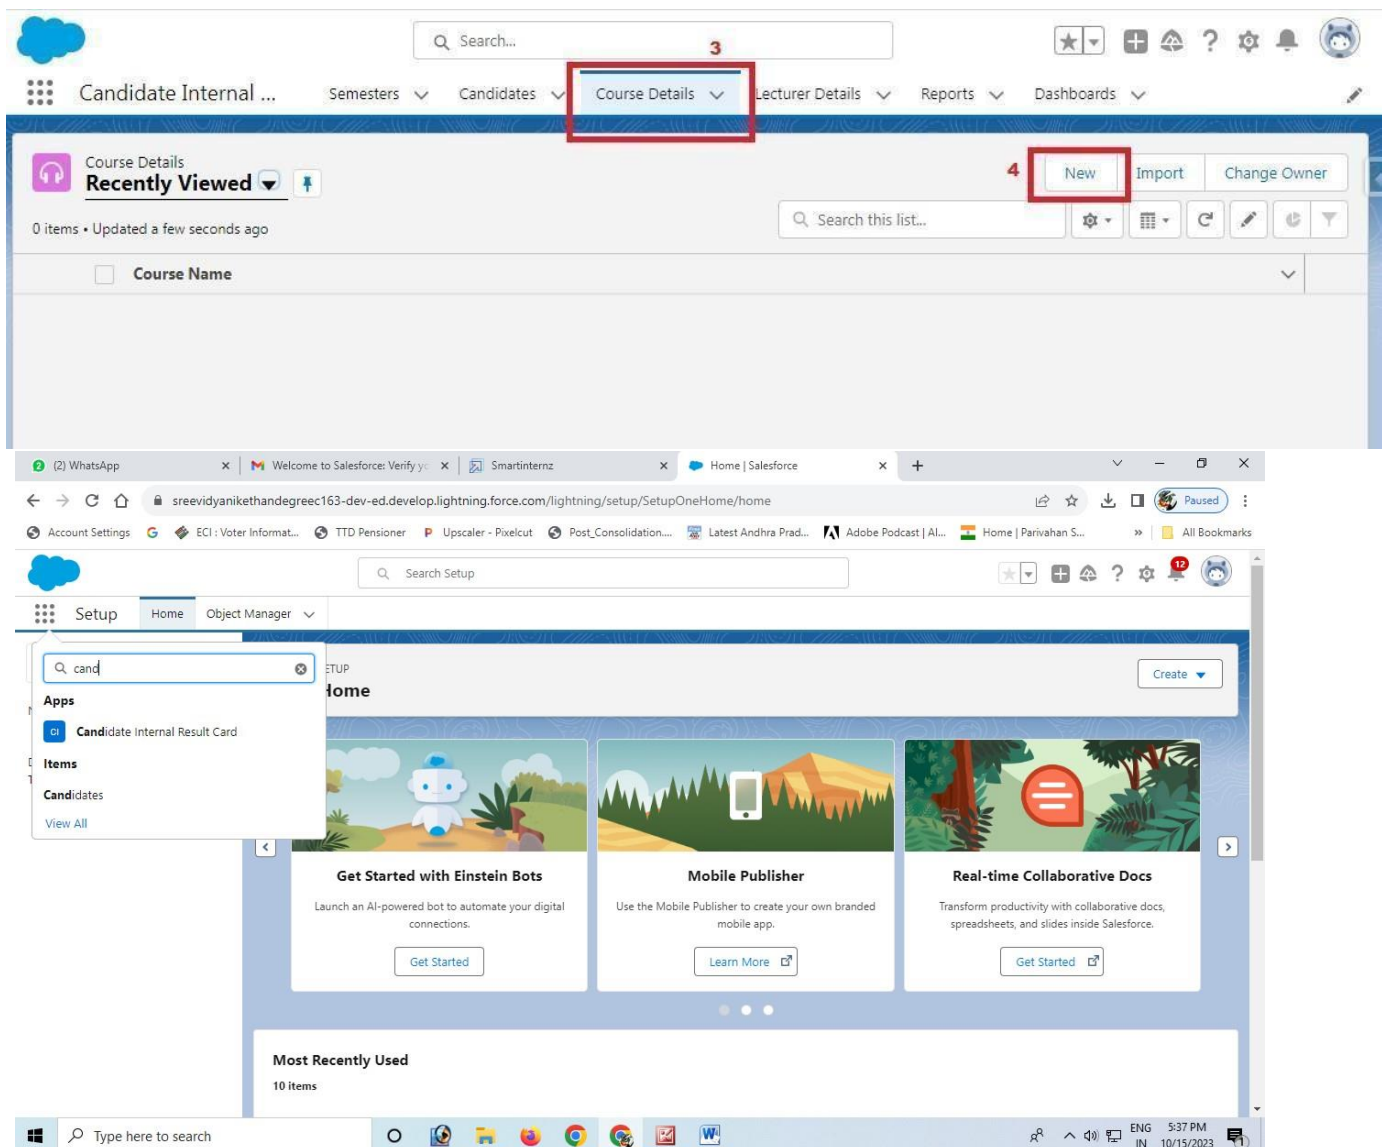 Search...
3
Candidate Internal ... Semesters Candidates Course Details Lecturer Details Reports Dashboards
Course Details
Recently Viewed
4
New Import Change Owner
0 items • Updated a few seconds ago
Search this list...
Course Name
2 (2) WhatsApp x Welcome to Salesforce: Verify yo x Smartinternz x Home | Salesforce x +
sreevidyanikethandegreec163-dev-ed.develop.lightning.force.com/lightning/setup/SetupOneHome/home Paused
Account Settings ECI : Voter Informat... TTD Pensioner Upscaler - Pixelcut Post_Consolidation.... Latest Andhra Prad... Adobe Podcast | AI... Home | Parivahan S... » All Bookmarks
Search Setup
12
Setup Home Object Manager
cand
ETUP
Home
Create
Apps
CI Candidate Internal Result Card
Items
Candidates
View All
Get Started with Einstein Bots Mobile Publisher Real-time Collaborative Docs
Launch an AI-powered bot to automate your digital Use the Mobile Publisher to create your own branded Transform productivity with collaborative docs,
connections. mobile app. spreadsheets, and slides inside Salesforce.
Get Started Learn More Get Started
Most Recently Used
10 items
Type here to search
ENG 5:37 PM
IN 10/15/2023